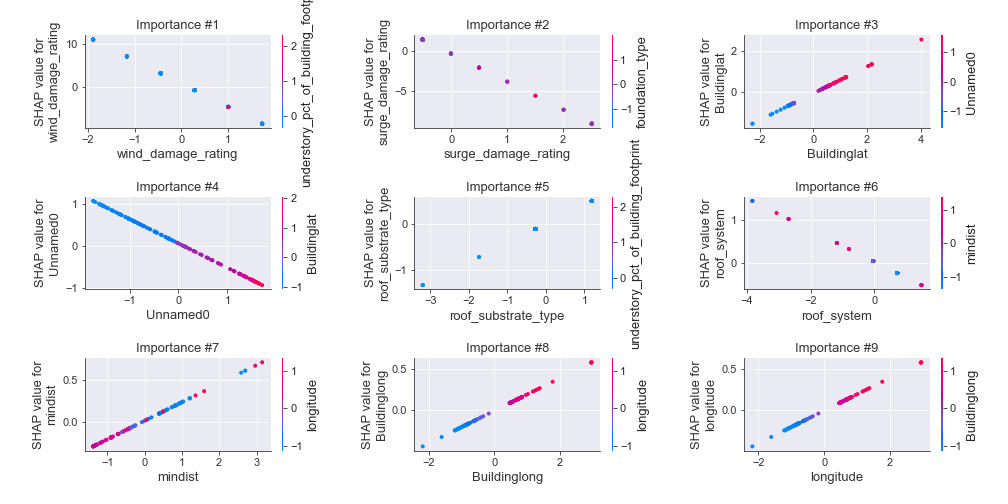 Importance #1
SHAP value for
wind_damage_rating
10
0
−2
−1
0
1
wind_damage_rating
2
1
0
understory_pct_of_building_footp
Importance #2
SHAP value for
surge_damage_rating
0
−5
0
1
2
surge_damage_rating
1
0
−1
foundation_type
Importance #3
SHAP value for
Buildinglat
2
0
−2
0
2
4
Buildinglat
1
0
−1
Unnamed0
Importance #4
SHAP value for
Unnamed0
1
0
−1
−1
0
1
Unnamed0
2
1
0
−1
Buildinglat
Importance #5
SHAP value for
roof_substrate_type
0
−1
−3
−2
−1
0
1
roof_substrate_type
2
1
0
understory_pct_of_building_footprint
Importance #6
SHAP value for
roof_system
1
0
−4
−2
0
roof_system
1
0
−1
mindist
Importance #7
SHAP value for
mindist
0.5
0.0
−1
0
1
2
3
mindist
1
0
−1
longitude
Importance #8
SHAP value for
Buildinglong
0.5
0.0
−2
0
2
Buildinglong
1
0
−1
longitude
Importance #9
SHAP value for
longitude
0.5
0.0
−2
0
2
longitude
1
0
−1
Buildinglong